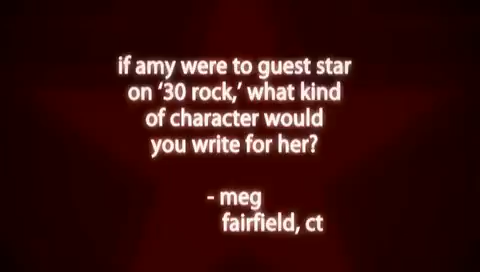 if amy were to guest star
on ‘30 rock,’ what kind
of character would
you write for her?
- meg
fairfield, ct